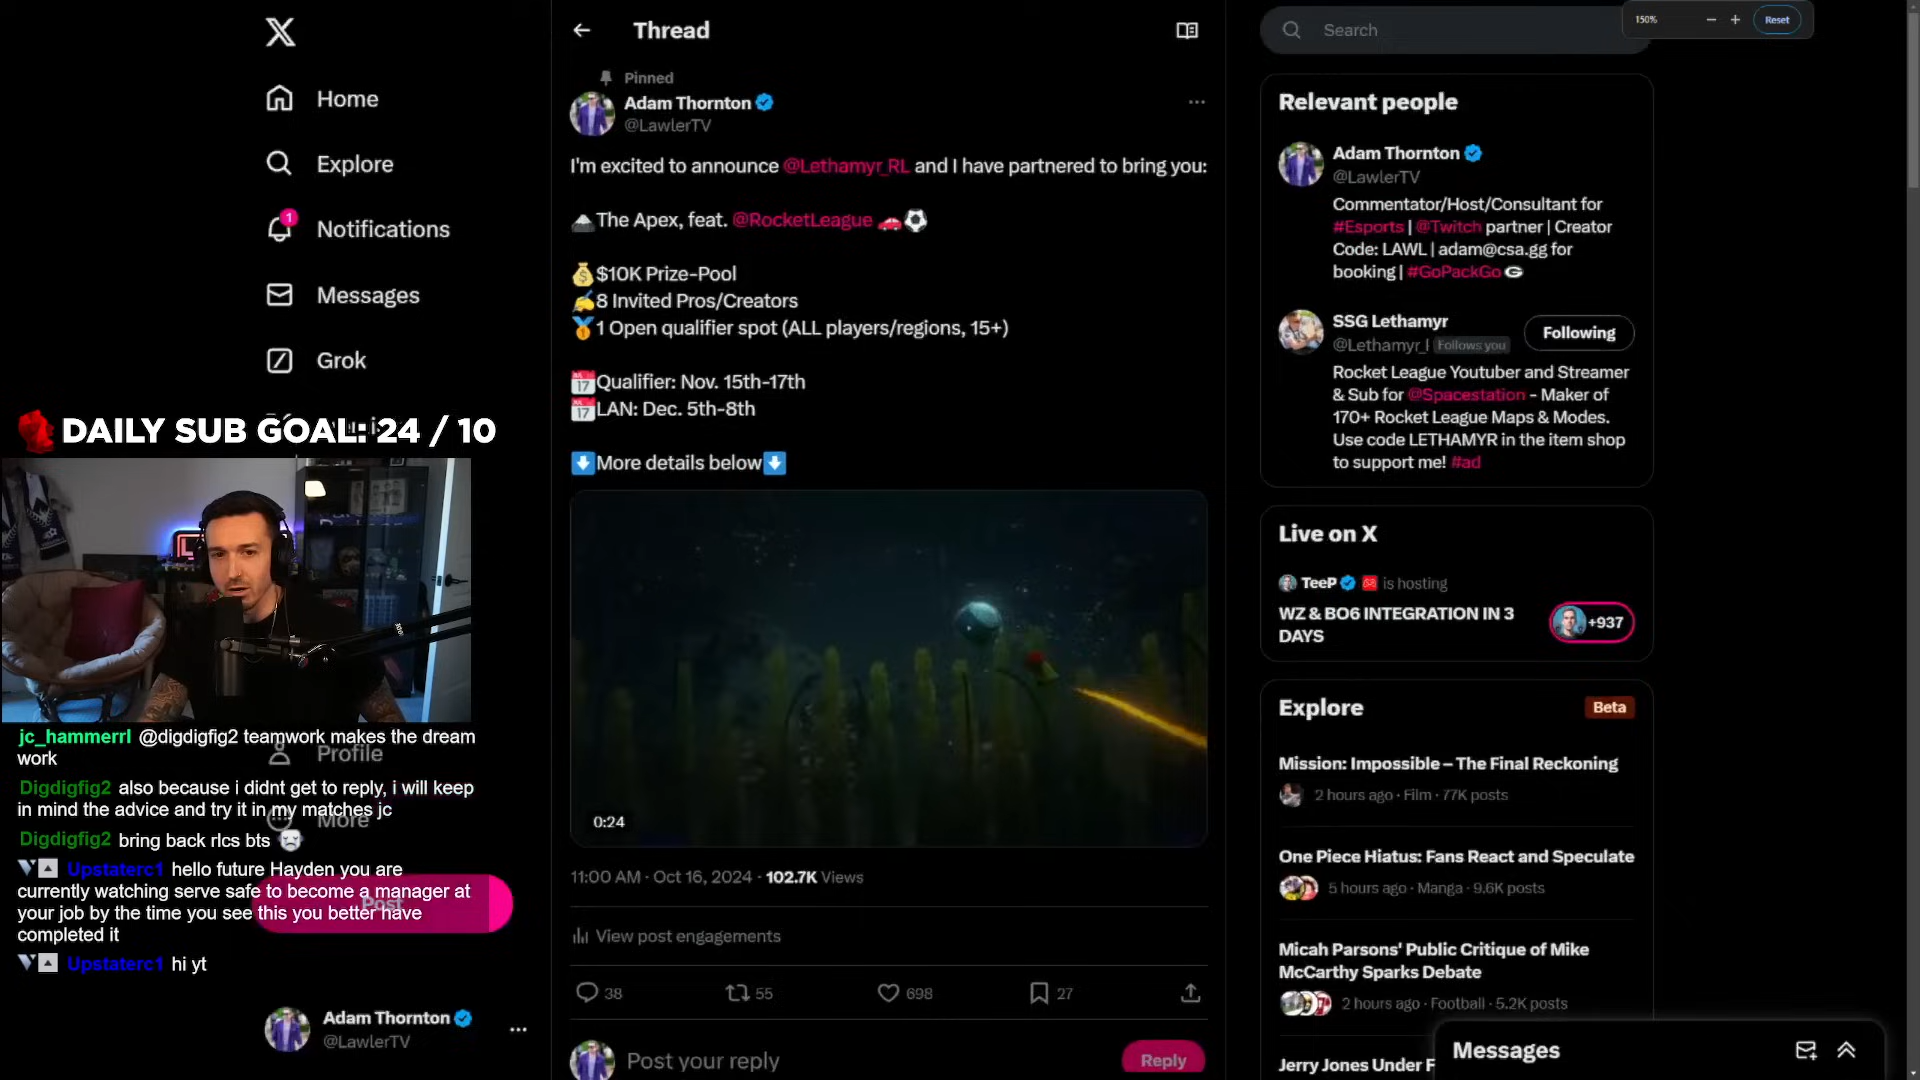 Home
Explore
1
Notifications
Messages
Grok
DAILY SUB GOAL: 24 / 10
jc_hammerrl @digdigfig2 teamwork makes the dream
work
Digdigfig2 also because i didnt get to reply, i will keep
in mind the advice and try it in my matches jc
Digdigfig2 bring back rlcs bts
Upstaterc1 hello future Hayden you are
currently watching serve safe to become a manager at
your job by the time you see this you better have
completed it
Upstaterc1 hi yt
Profile
More
Post
Adam Thornton
@LawlerTV
Thread
Pinned
Adam Thornton
@LawlerTV
I'm excited to announce @Lethamyr_RL and I have partnered to bring you:
The Apex, feat. @RocketLeague
$10K Prize-Pool
8 Invited Pros/Creators
1 Open qualifier spot (ALL players/regions, 15+)
Qualifier: Nov. 15th-17th
LAN: Dec. 5th-8th
More details below
0:24
11:00 AM · Oct 16, 2024 · 102.7K Views
View post engagements
38
55
698
27
Post your reply
Reply
Search
150%
Reset
Relevant people
Adam Thornton
@LawlerTV
Commentator/Host/Consultant for
#Esports | @Twitch partner | Creator
Code: LAWL | adam@csa.gg for
booking | #GoPackGo
SSG Lethamyr
@Lethamyr_ Follows you
Following
Rocket League Youtuber and Streamer
& Sub for @Spacestation - Maker of
170+ Rocket League Maps & Modes.
Use code LETHAMYR in the item shop
to support me! #ad
Live on X
TeeP is hosting
WZ & BO6 INTEGRATION IN 3
DAYS
+937
Explore
Beta
Mission: Impossible – The Final Reckoning
2 hours ago · Film · 77K posts
One Piece Hiatus: Fans React and Speculate
5 hours ago · Manga · 9.6K posts
Micah Parsons' Public Critique of Mike
McCarthy Sparks Debate
2 hours ago · Football · 5.2K posts
Jerry Jones Under
Messages